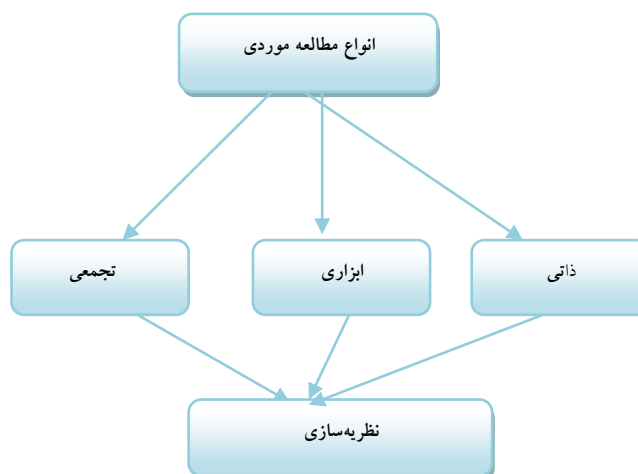 انواع مطالعه موردی
ذاتی
ابزاری
تجمعی
نظریه‌سازی